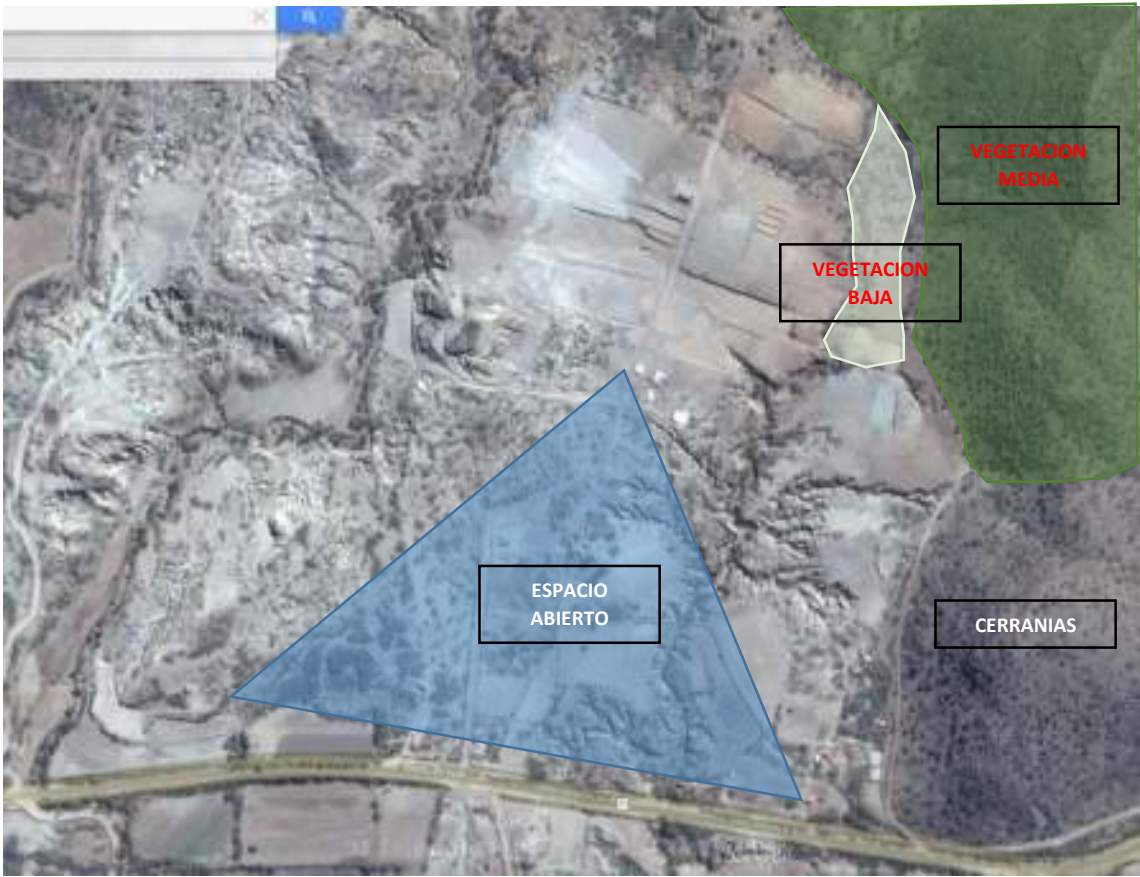 VEGETACION
MEDIA
VEGETACION
BAJA
ESPACIO
ABIERTO
CERRANIAS